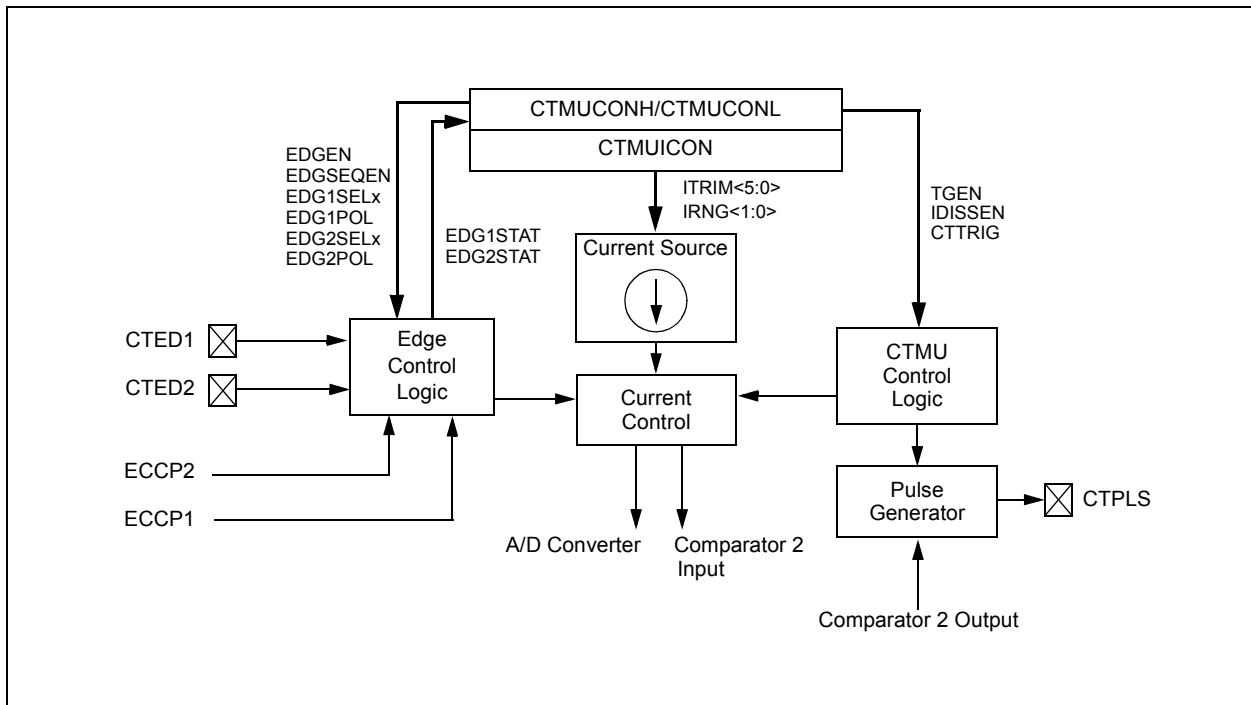 CTMUCONH/CTMUCONL
CTMUICON
EDGEN
EDGSEQEN
EDG1SELx
EDG1POL
EDG2SELx
EDG2POL
EDG1STAT
EDG2STAT
ITRIM<5:0>
IRNG<1:0>
TGEN
IDISSEN
CTTRIG
Current Source
CTED1
CTED2
Edge
Control
Logic
Current
Control
CTMU
Control
Logic
ECCP2
ECCP1
Pulse
Generator
CTPLS
A/D Converter
Comparator 2
Input
Comparator 2 Output